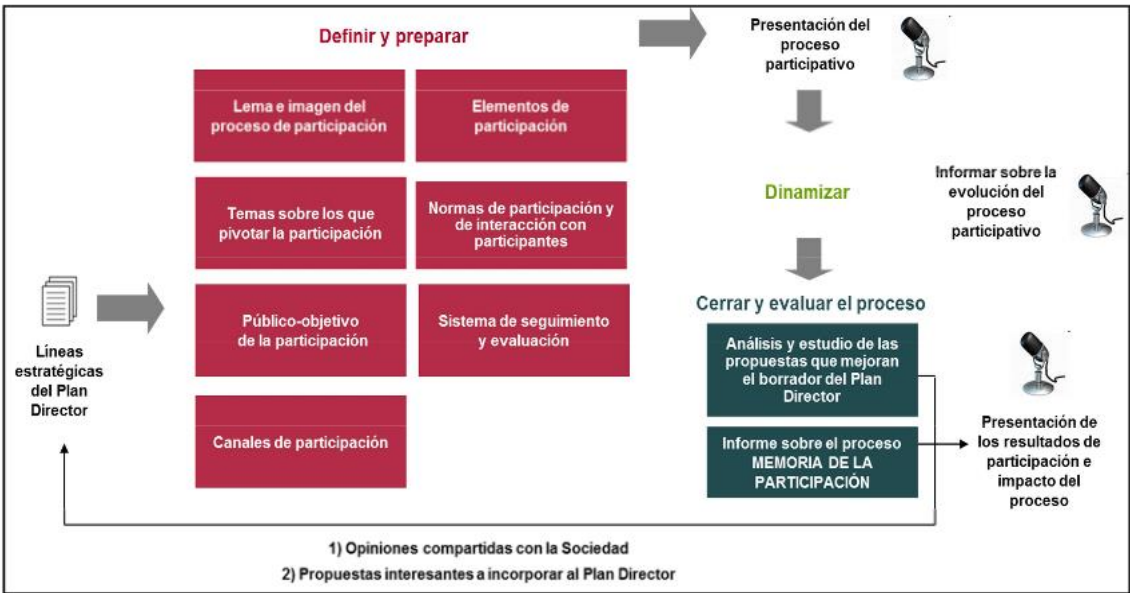 Definir y preparar
Lema e imagen del
proceso de participación
Elementos de
participación
Temas sobre los que
pivotar la participación
Normas de participación y
de interacción con
participantes
Público-objetivo
de la participación
Sistema de seguimiento
y evaluación
Canales de participación
Líneas
estratégicas
del Plan
Director
Presentación del
proceso
participativo
Dinamizar
Informar sobre la
evolución del
proceso
participativo
Cerrar y evaluar el proceso
Análisis y estudio de las
propuestas que mejoran
el borrador del Plan
Director
Informe sobre el proceso
MEMORIA DE LA
PARTICIPACIÓN
Presentación de
los resultados de
participación e
impacto del
proceso
1) Opiniones compartidas con la Sociedad
2) Propuestas interesantes a incorporar al Plan Director